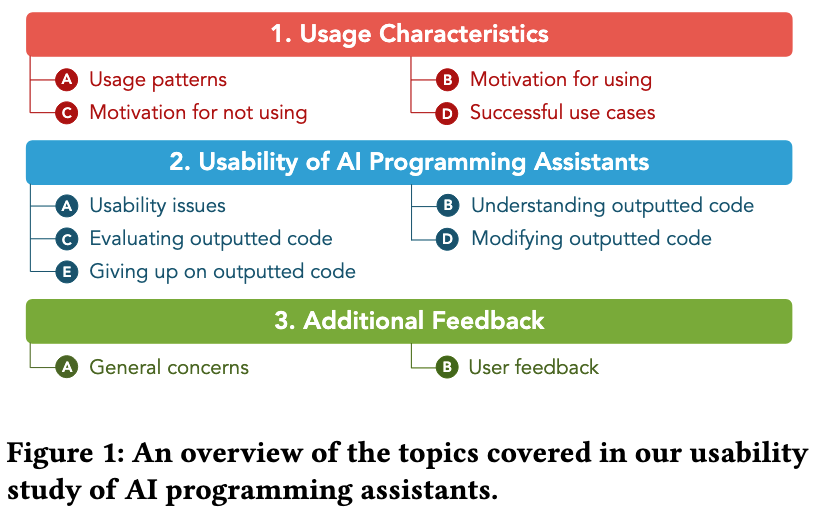 1. Usage Characteristics
A Usage patterns
B Motivation for using
C Motivation for not using
D Successful use cases
2. Usability of AI Programming Assistants
A Usability issues
B Understanding outputted code
C Evaluating outputted code
D Modifying outputted code
E Giving up on outputted code
3. Additional Feedback
A General concerns
B User feedback
Figure 1: An overview of the topics covered in our usability
study of AI programming assistants.